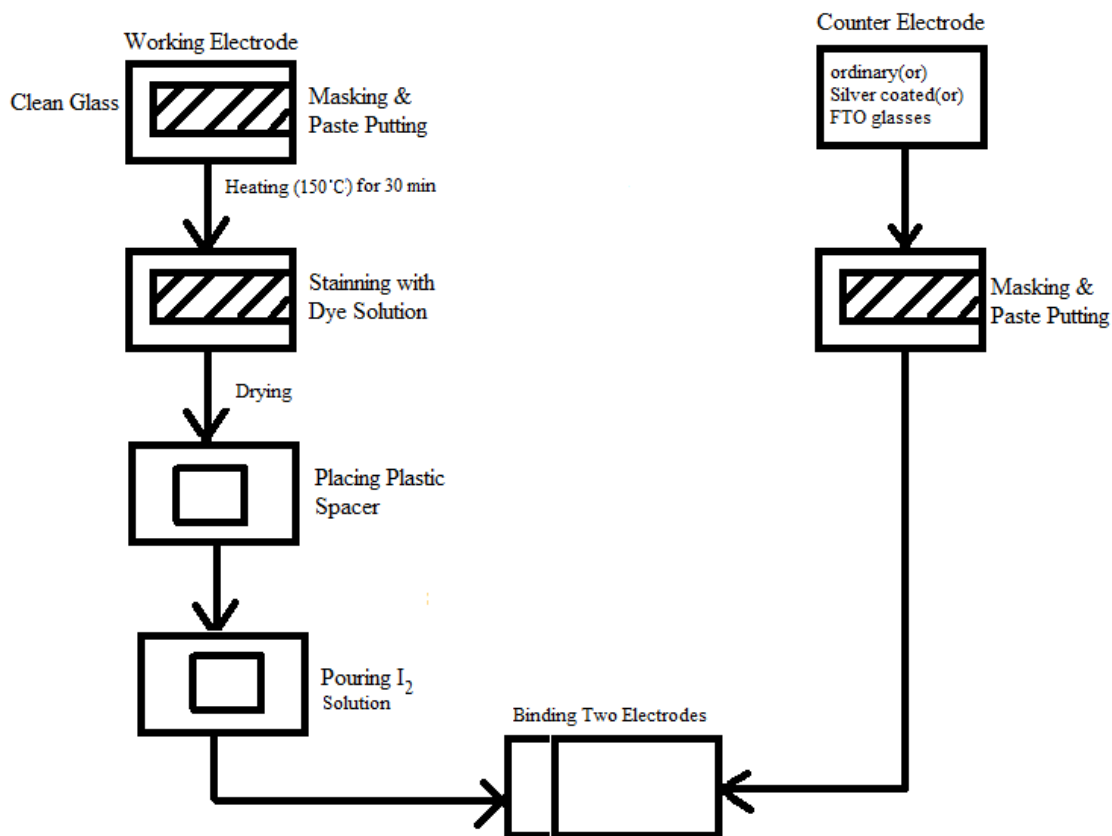 Working Electrode
Clean Glass
Masking &
Paste Putting
Heating (150°C) for 30 min
Stainning with
Dye Solution
Drying
Placing Plastic
Spacer
Pouring I₂
Solution
Counter Electrode
ordinary(or)
Silver coated(or)
FTO glasses
Masking &
Paste Putting
Binding Two Electrodes